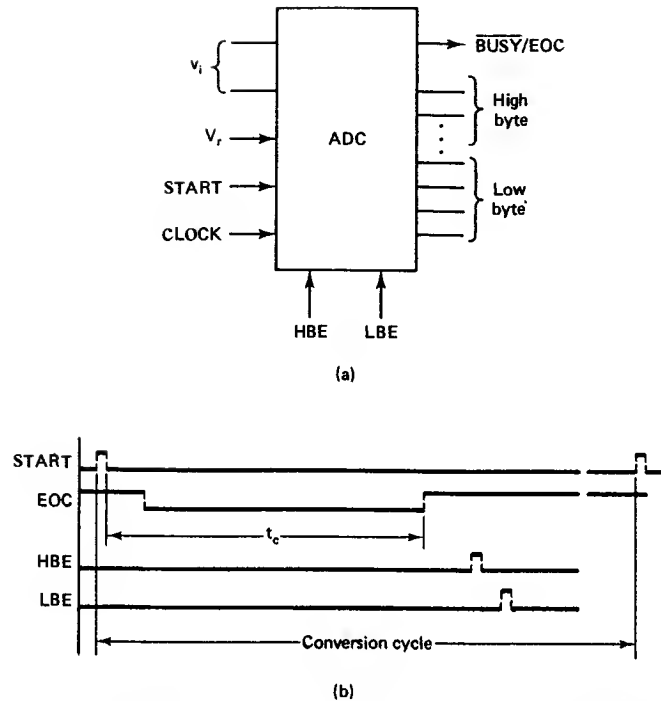 BUSY/EOC
v_i
High
byte
V_r
ADC
START
Low
byte
CLOCK
HBE LBE
(a)
START
EOC
t_c
HBE
LBE
Conversion cycle
(b)